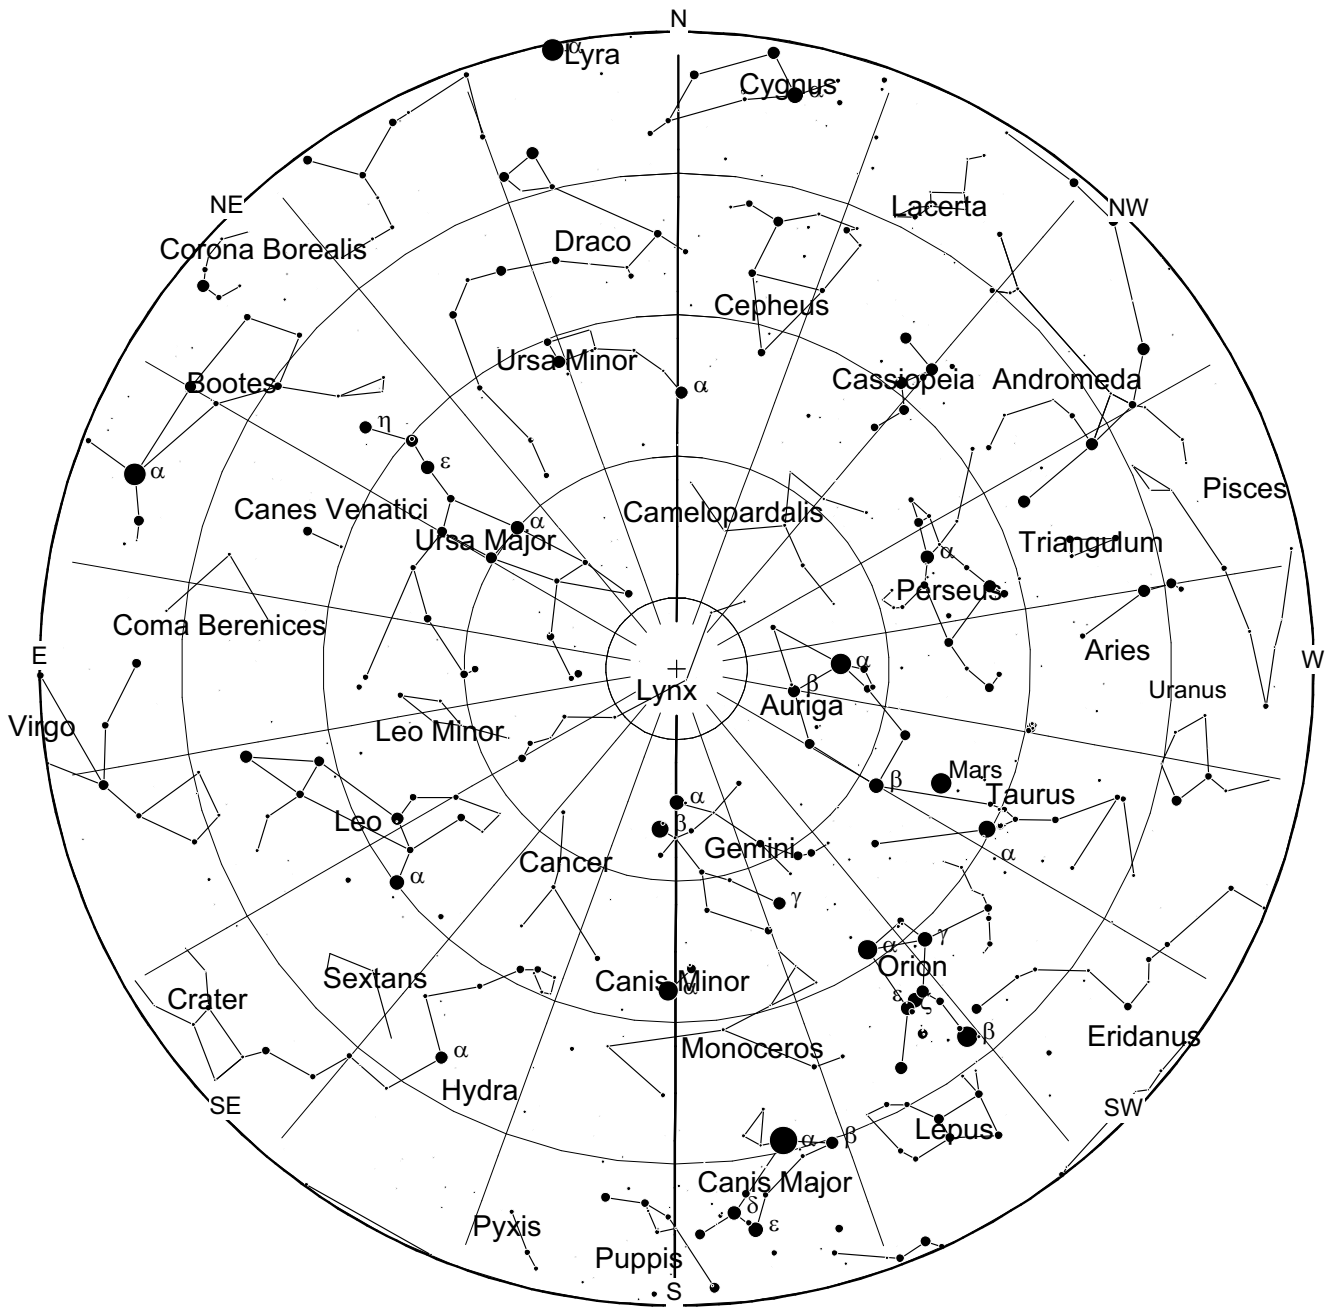 N
α
Lyra
Cygnus
α
Lacerta
NE
NW
Corona Borealis
Draco
Cepheus
Ursa Minor
Bootes
α
Cassiopeia
Andromeda
η
ε
α
Pisces
Canes Venatici
Camelopardalis
α
Ursa Major
Triangulum
α
Perseus
Coma Berenices
Aries
E
W
α
Lynx
β
Uranus
Auriga
Virgo
Leo Minor
Mars
β
Taurus
α
Leo
β
Gemini
α
Cancer
α
γ
γ
α
Orion
Sextans
Canis Minor
α
Crater
ε
ζ
β
Eridanus
Monoceros
α
Hydra
SE
SW
Lepus
α
β
Canis Major
δ
ε
Pyxis
Puppis
S